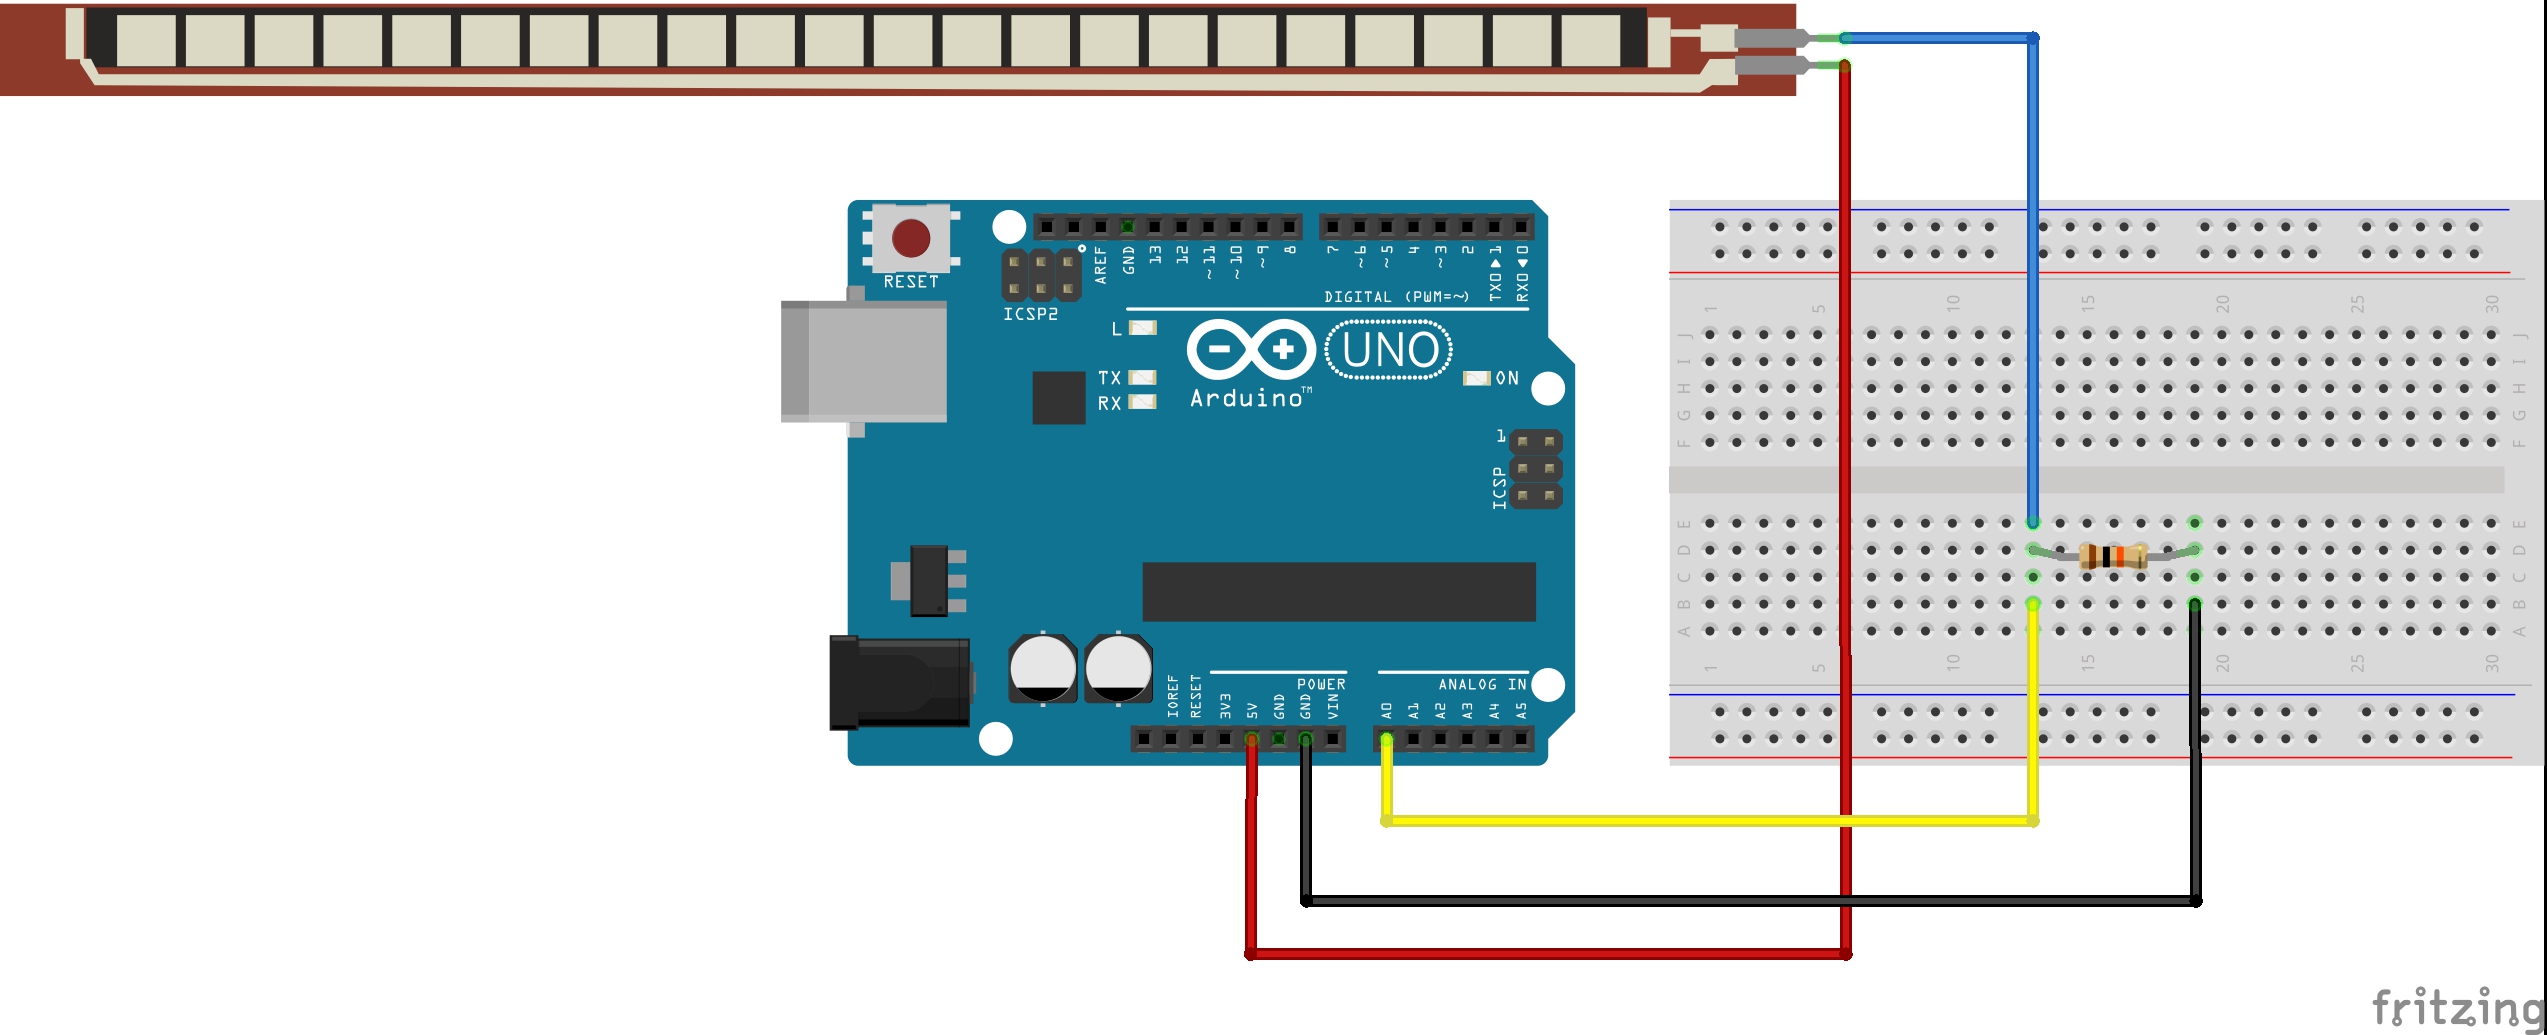 RESET
ICSP2
AREF
GND
13
12
~11
~10
~9
8
7
~6
~5
4
~3
2
TX0▶1
RX0◀0
DIGITAL (PWM=~)
L
TX
RX
- + UNO
Arduino™
ON
1
ICSP
IOREF
RESET
3V3
5V
GND
GND
VIN
POWER
A0
A1
A2
A3
A4
A5
ANALOG IN
1 5 10 15 20 25 30
J J
I I
H H
G G
F F
E E
D D
C C
B B
A A
1 5 10 15 20 25 30
fritzing